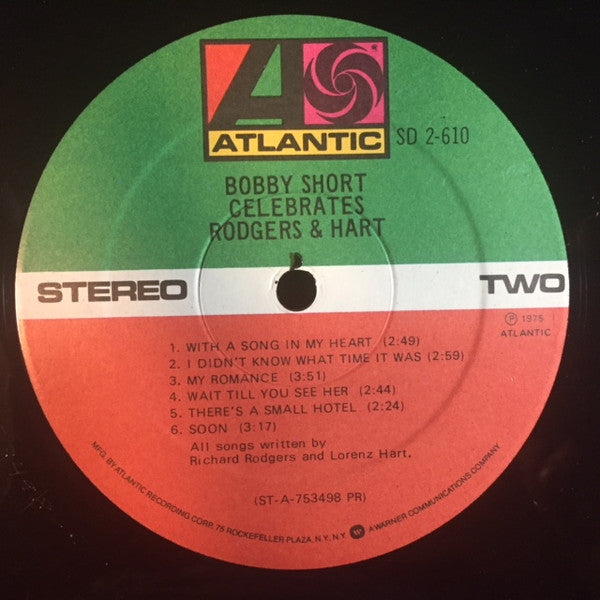 ATLANTIC
®
SD 2-610
BOBBY SHORT
CELEBRATES
RODGERS & HART
STEREO
TWO
℗ 1975
ATLANTIC
1. WITH A SONG IN MY HEART (2:49)
2. I DIDN'T KNOW WHAT TIME IT WAS (2:59)
3. MY ROMANCE (3:51)
4. WAIT TILL YOU SEE HER (2:44)
5. THERE'S A SMALL HOTEL (2:24)
6. SOON (3:17)
All songs written by
Richard Rodgers and Lorenz Hart.
(ST-A-753498 PR)
MFG. BY ATLANTIC RECORDING CORP. 75 ROCKEFELLER PLAZA, N.Y., N.Y. A WARNER COMMUNICATIONS COMPANY